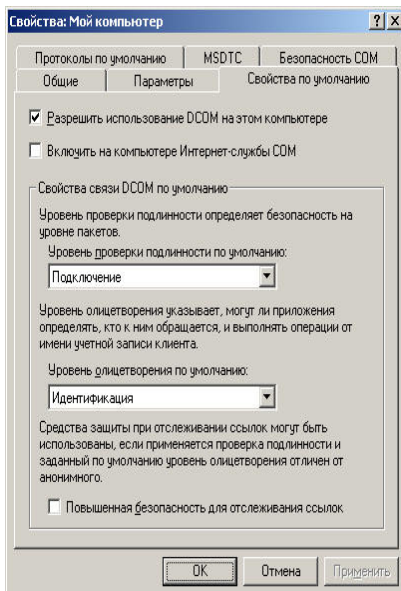 Свойства: Мой компьютер
Протоколы по умолчанию MSDTC Безопасность COM
Общие Параметры Свойства по умолчанию
Разрешить использование DCOM на этом компьютере
Включить на компьютере Интернет-службы COM
Свойства связи DCOM по умолчанию
Уровень проверки подлинности определяет безопасность на
уровне пакетов.
Уровень проверки подлинности по умолчанию:
Подключение
Уровень олицетворения указывает, могут ли приложения
определять, кто к ним обращается, и выполнять операции от
имени учетной записи клиента.
Уровень олицетворения по умолчанию:
Идентификация
Средства защиты при отслеживании ссылок могут быть
использованы, если применяется проверка подлинности и
заданный по умолчанию уровень олицетворения отличен от
анонимного.
Повышенная безопасность для отслеживания ссылок
OK Отмена Применить